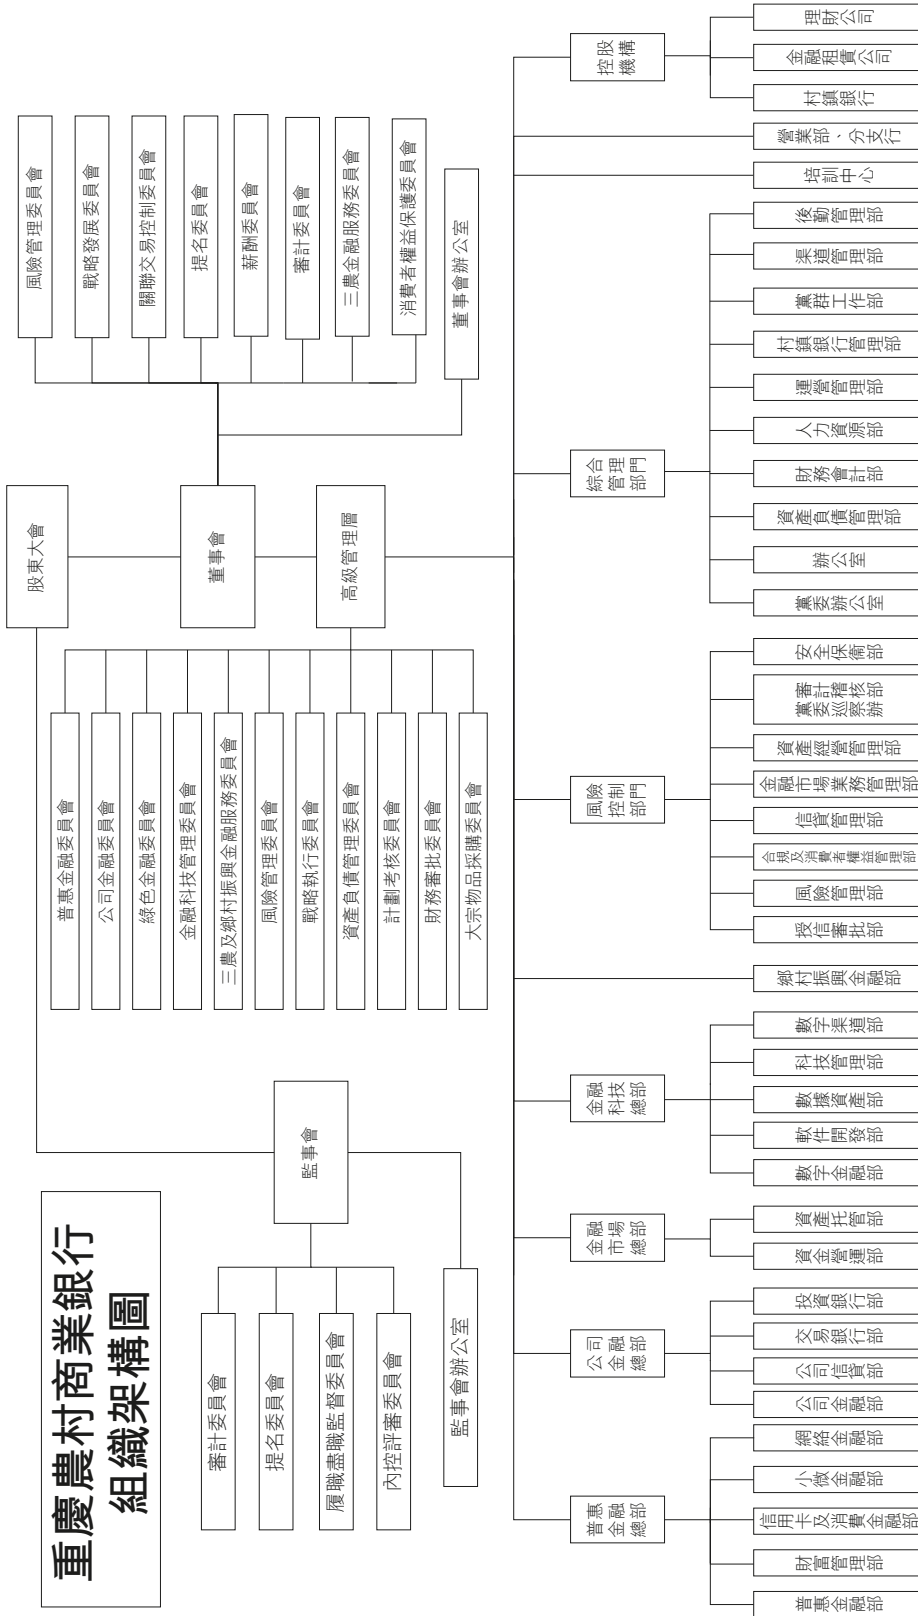 重慶農村商業銀行
組織架構圖
股東大會
監事會
審計委員會
提名委員會
履職盡職監督委員會
內控評審委員會
監事會辦公室
董事會
風險管理委員會
戰略發展委員會
關聯交易控制委員會
提名委員會
薪酬委員會
審計委員會
三農金融服務委員會
消費者權益保護委員會
董事會辦公室
高級管理層
普惠金融委員會
公司金融委員會
綠色金融委員會
金融科技管理委員會
三農及鄉村振興金融服務委員會
風險管理委員會
戰略執行委員會
資產負債管理委員會
計劃考核委員會
財務審批委員會
大宗物品採購委員會
普惠
金融
總部
普惠金融部
財富管理部
信用卡及消費金融部
小微金融部
網絡金融部
公司
金融
總部
公司金融部
公司信貸部
交易銀行部
投資銀行部
金融
市場
總部
資金營運部
資產托管部
金融
科技
總部
數字金融部
軟件開發部
數據資產部
科技管理部
數字渠道部
鄉村振興金融部
風險
控制
部門
授信審批部
風險管理部
合規及消費者權益管理部
信貸管理部
金融市場業務管理部
資產經營管理部
審計稽核部
黨委巡察辦
安全保衞部
綜合
管理
部門
黨委辦公室
辦公室
資產負債管理部
財務會計部
人力資源部
運營管理部
村鎮銀行管理部
黨群工作部
渠道管理部
後勤管理部
培訓中心
營業部、分支行
控股
機構
村鎮銀行
金融租賃公司
理財公司